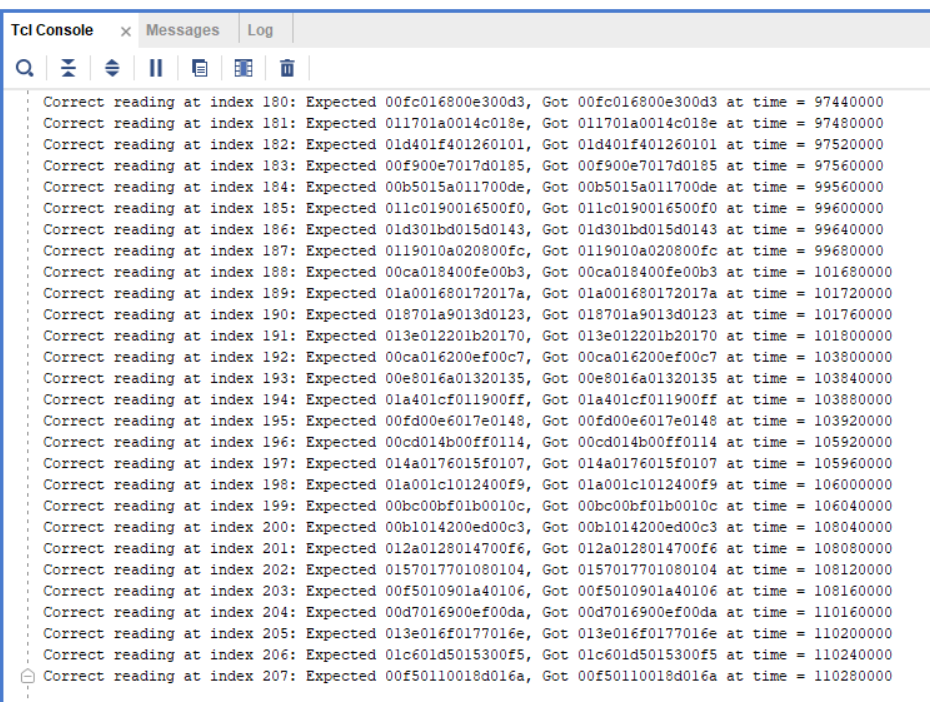 Tcl Console × Messages Log
Correct reading at index 180: Expected 00fc016800e300d3, Got 00fc016800e300d3 at time = 97440000
Correct reading at index 181: Expected 011701a0014c018e, Got 011701a0014c018e at time = 97480000
Correct reading at index 182: Expected 01d401f401260101, Got 01d401f401260101 at time = 97520000
Correct reading at index 183: Expected 00f900e7017d0185, Got 00f900e7017d0185 at time = 97560000
Correct reading at index 184: Expected 00b5015a011700de, Got 00b5015a011700de at time = 99560000
Correct reading at index 185: Expected 011c0190016500f0, Got 011c0190016500f0 at time = 99600000
Correct reading at index 186: Expected 01d301bd015d0143, Got 01d301bd015d0143 at time = 99640000
Correct reading at index 187: Expected 0119010a020800fc, Got 0119010a020800fc at time = 99680000
Correct reading at index 188: Expected 00ca018400fe00b3, Got 00ca018400fe00b3 at time = 101680000
Correct reading at index 189: Expected 01a001680172017a, Got 01a001680172017a at time = 101720000
Correct reading at index 190: Expected 018701a9013d0123, Got 018701a9013d0123 at time = 101760000
Correct reading at index 191: Expected 013e012201b20170, Got 013e012201b20170 at time = 101800000
Correct reading at index 192: Expected 00ca016200ef00c7, Got 00ca016200ef00c7 at time = 103800000
Correct reading at index 193: Expected 00e8016a01320135, Got 00e8016a01320135 at time = 103840000
Correct reading at index 194: Expected 01a401cf011900ff, Got 01a401cf011900ff at time = 103880000
Correct reading at index 195: Expected 00fd00e6017e0148, Got 00fd00e6017e0148 at time = 103920000
Correct reading at index 196: Expected 00cd014b00ff0114, Got 00cd014b00ff0114 at time = 105920000
Correct reading at index 197: Expected 014a0176015f0107, Got 014a0176015f0107 at time = 105960000
Correct reading at index 198: Expected 01a001c1012400f9, Got 01a001c1012400f9 at time = 106000000
Correct reading at index 199: Expected 00bc00bf01b0010c, Got 00bc00bf01b0010c at time = 106040000
Correct reading at index 200: Expected 00b1014200ed00c3, Got 00b1014200ed00c3 at time = 108040000
Correct reading at index 201: Expected 012a0128014700f6, Got 012a0128014700f6 at time = 108080000
Correct reading at index 202: Expected 0157017701080104, Got 0157017701080104 at time = 108120000
Correct reading at index 203: Expected 00f5010901a40106, Got 00f5010901a40106 at time = 108160000
Correct reading at index 204: Expected 00d7016900ef00da, Got 00d7016900ef00da at time = 110160000
Correct reading at index 205: Expected 013e016f0177016e, Got 013e016f0177016e at time = 110200000
Correct reading at index 206: Expected 01c601d5015300f5, Got 01c601d5015300f5 at time = 110240000
Correct reading at index 207: Expected 00f50110018d016a, Got 00f50110018d016a at time = 110280000